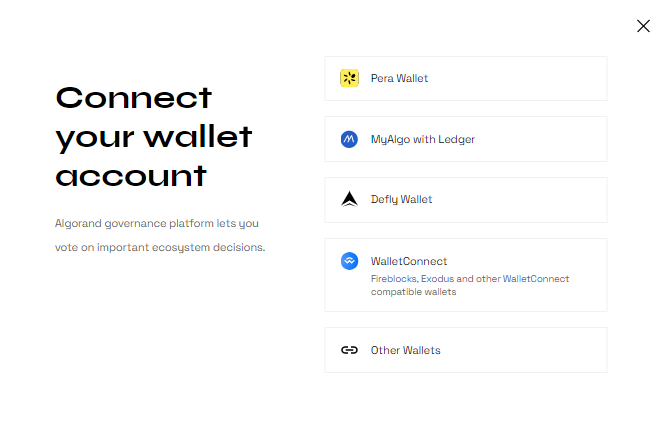 Connect
your wallet
account
Algorand governance platform lets you
vote on important ecosystem decisions.
Pera Wallet
MyAlgo with Ledger
Defly Wallet
WalletConnect
Fireblocks, Exodus and other WalletConnect
compatible wallets
Other Wallets